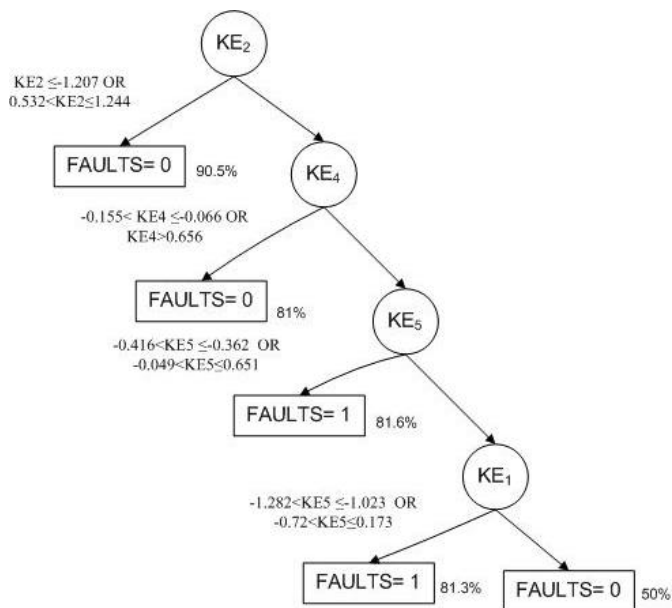 KE2
KE2 ≤-1.207 OR
0.532<KE2≤1.244
FAULTS= 0
90.5%
KE4
-0.155< KE4 ≤-0.066 OR
KE4>0.656
FAULTS= 0
81%
KE5
-0.416<KE5 ≤-0.362 OR
-0.049<KE5≤0.651
FAULTS= 1
81.6%
KE1
-1.282<KE5 ≤-1.023 OR
-0.72<KE5≤0.173
FAULTS= 1
81.3%
FAULTS= 0
50%